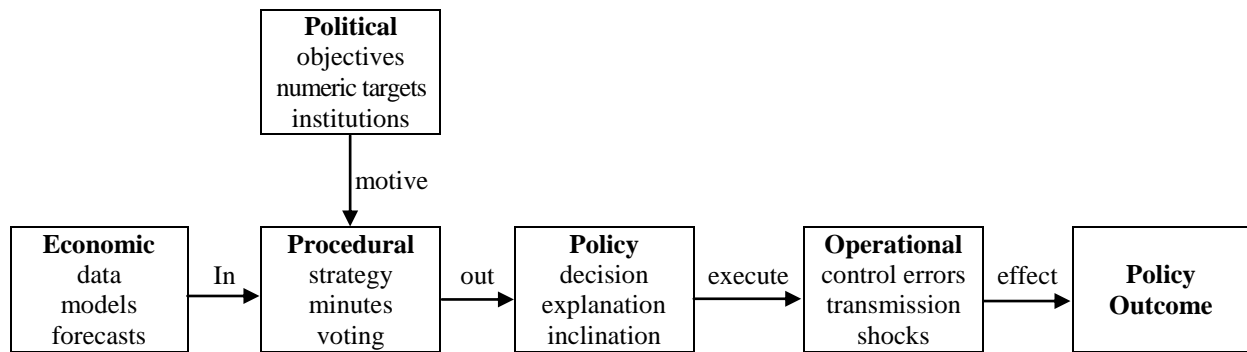 Political
objectives
numeric targets
institutions
motive
Economic
data
models
forecasts
In
Procedural
strategy
minutes
voting
out
Policy
decision
explanation
inclination
execute
Operational
control errors
transmission
shocks
effect
Policy
Outcome